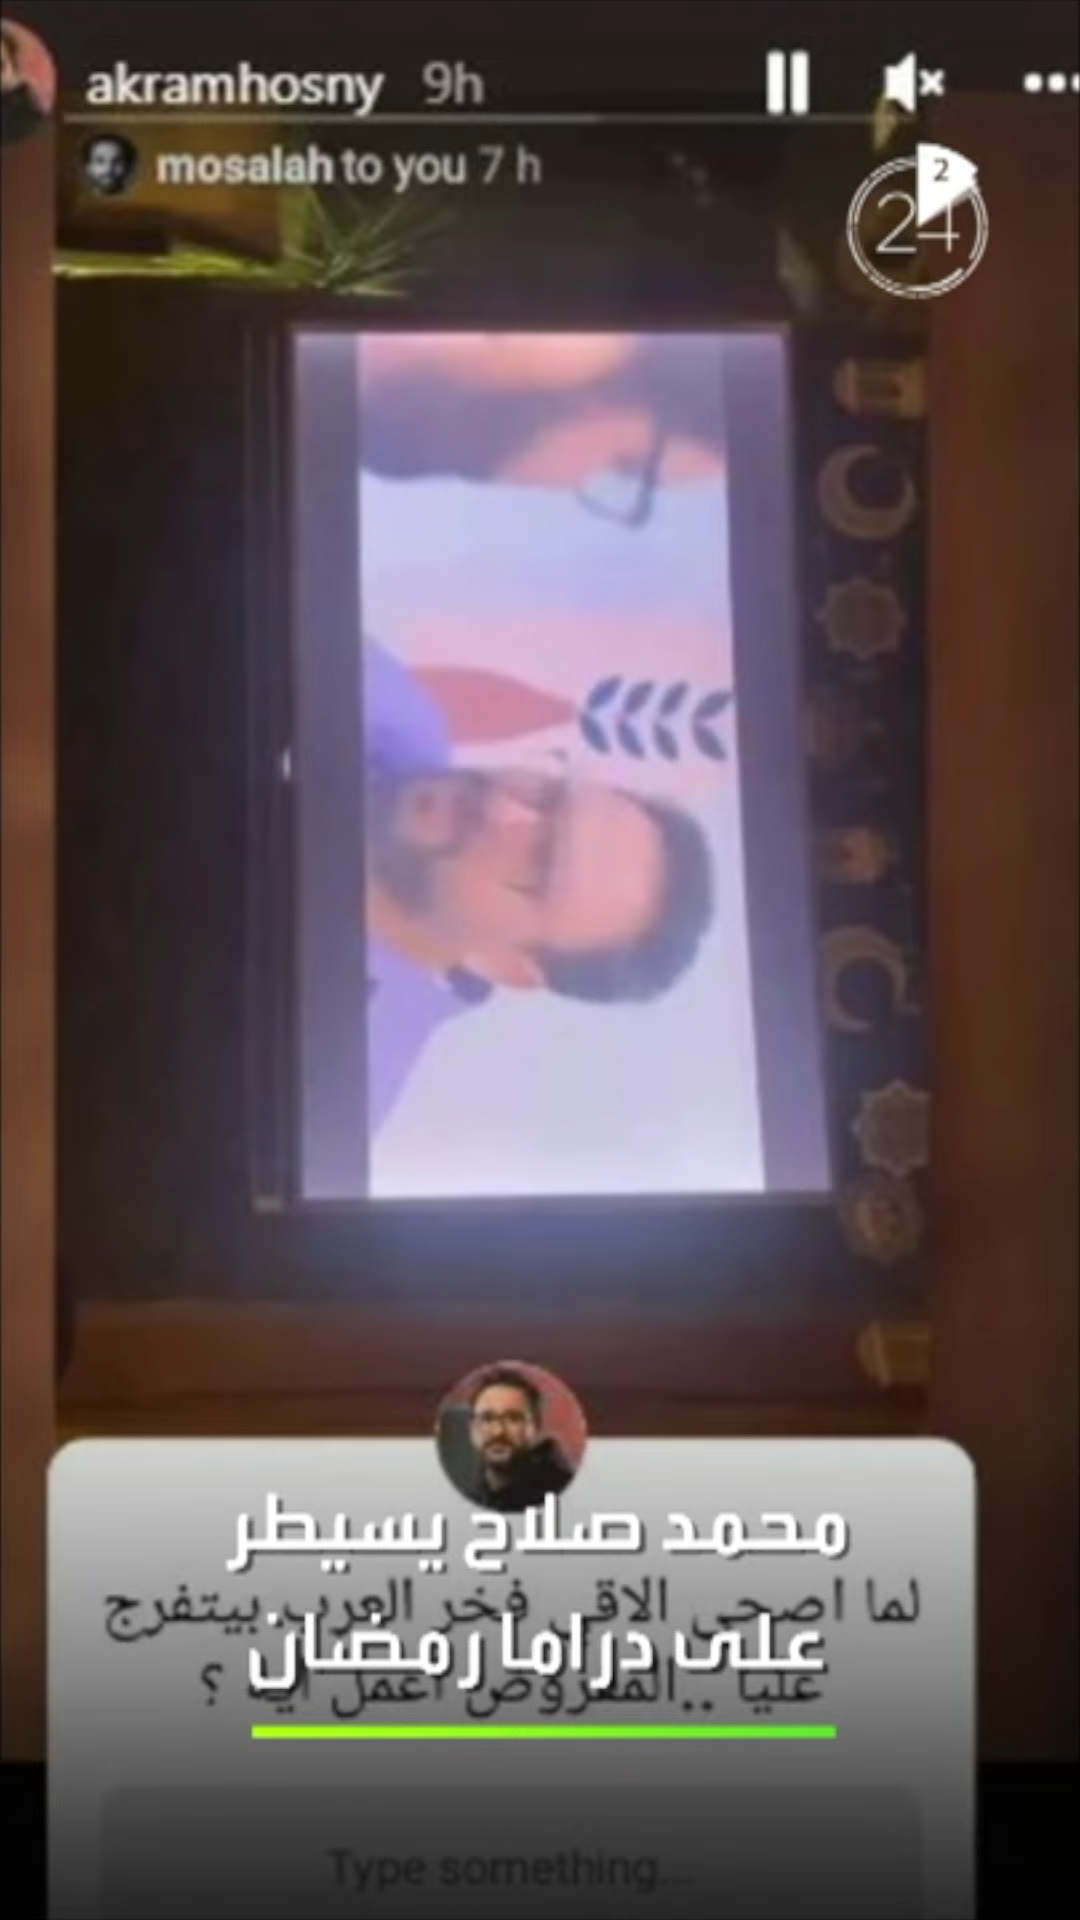 akramhosny 9h
mosalah to you 7 h
2
24
محمد صلاح يسيطر
لما اصحى الاقي فخر العرب بيتفرج
على دراما رمضان
عليا .. المفروض اعمل ايه ؟
Type something...